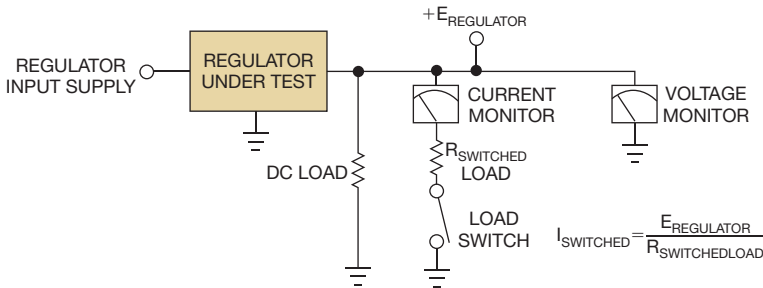 +E REGULATOR
REGULATOR
INPUT SUPPLY
REGULATOR
UNDER TEST
CURRENT
MONITOR
VOLTAGE
MONITOR
DC LOAD
R SWITCHED
LOAD
LOAD
SWITCH
I SWITCHED = E REGULATOR
R SWITCHEDLOAD